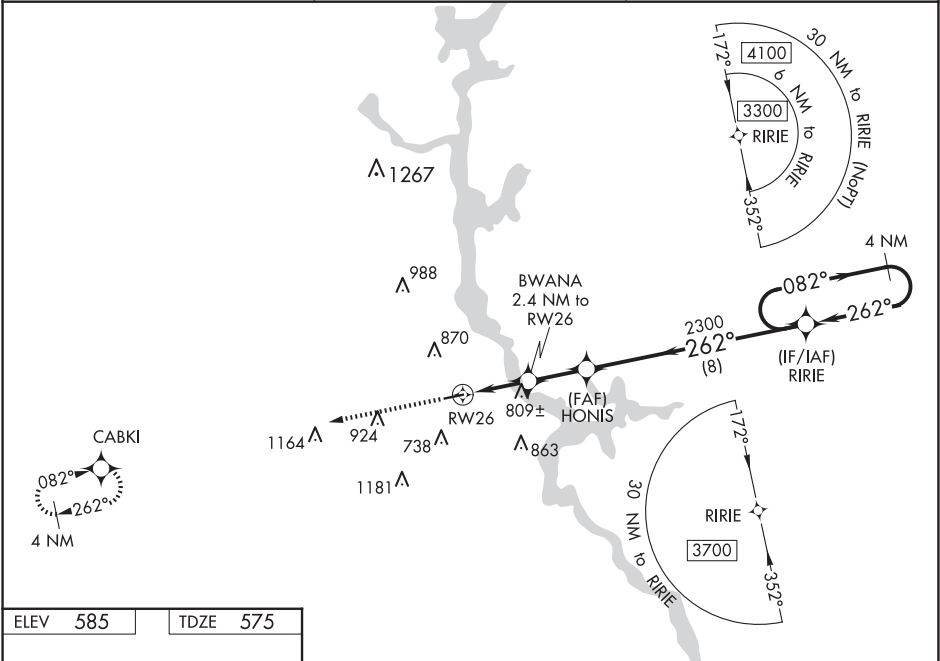 172°
4100
30 NM to RIRIE (NoPT)
6 NM to RIRIE
3300
RIRIE
352°
1267
4 NM
988
BWANA
2.4 NM to
RW26
082°
262°
2300
262°
(8)
(IF/IAF)
RIRIE
870
(FAF)
HONIS
RW26
809±
1164
924
738
863
1181
CABKI
082°
262°
4 NM
172°
30 NM to RIRIE
RIRIE
3700
352°
ELEV 585
TDZE 575